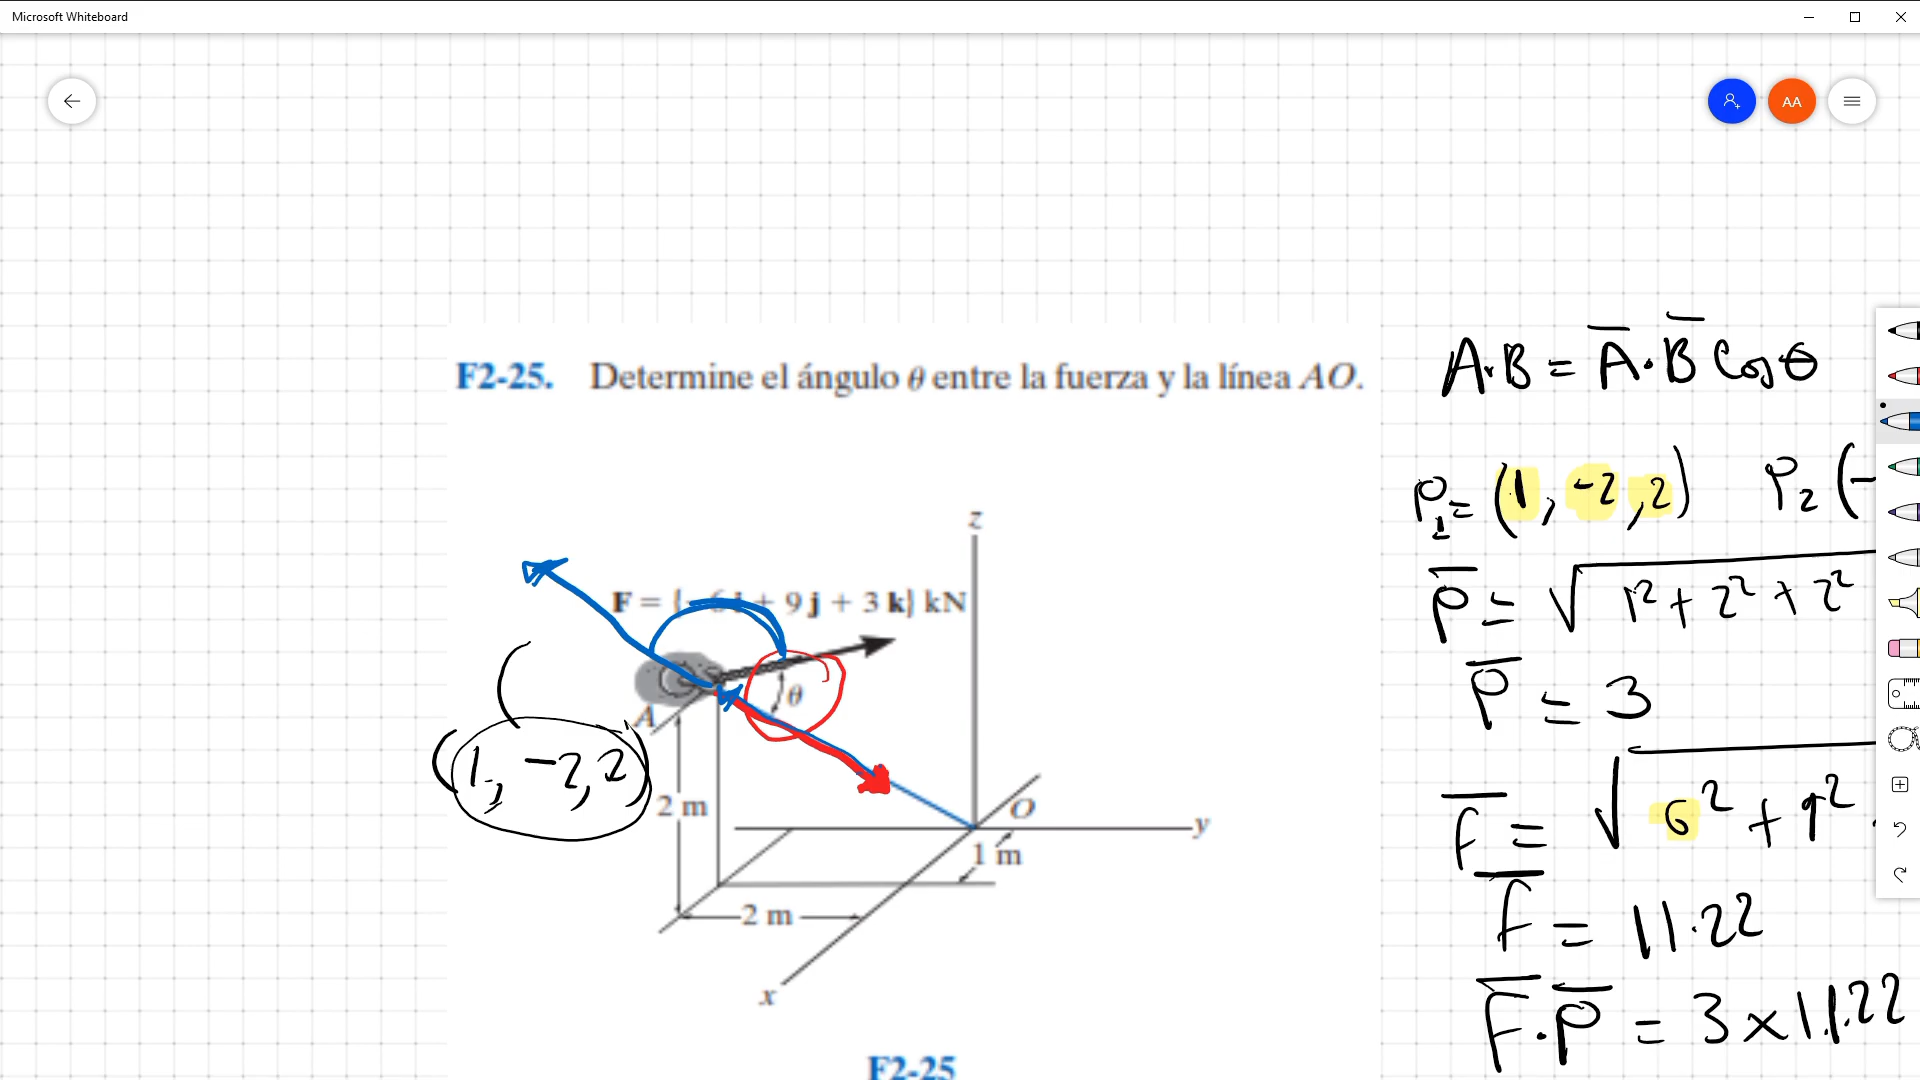 Microsoft Whiteboard
AA
F2-25. Determine el ángulo θ entre la fuerza y la línea AO.
A·B = A·B Cosθ
P1 = (1, -2, 2) P2 (-
P = √1² + 2² + 2²
P = 3
F = √6² + 9²
F = 11.22
F·P = 3 x 11.22
z
F = { 9 j + 3 k} kN
θ
A
(1, -2, 2)
2 m
O
y
1 m
2 m
x
F2-25